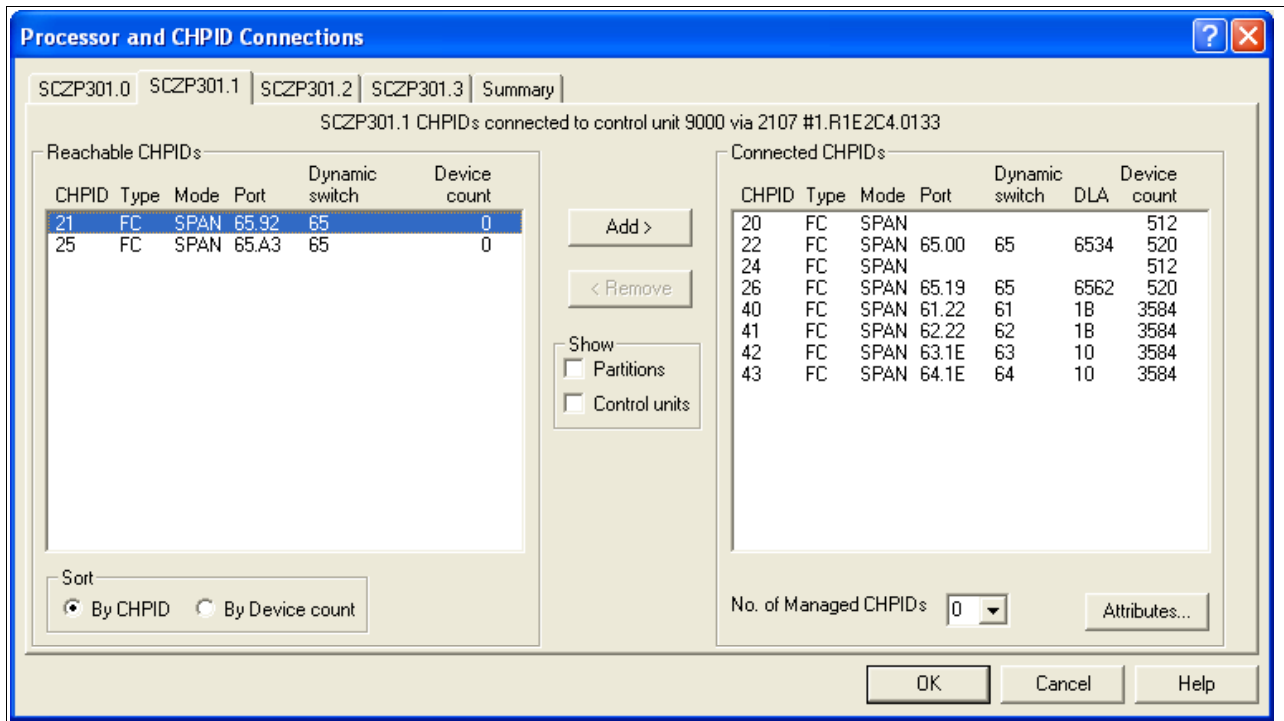 Processor and CHPID Connections
SCZP301.0 SCZP301.1 SCZP301.2 SCZP301.3 Summary
SCZP301.1 CHPIDs connected to control unit 9000 via 2107 #1.R1E2C4.0133
Reachable CHPIDs
Dynamic Device
CHPID Type Mode Port switch count
21 FC SPAN 65.92 65 0
25 FC SPAN 65.A3 65 0
Sort
By CHPID By Device count
Add >
< Remove
Show
Partitions
Control units
Connected CHPIDs
Dynamic Device
CHPID Type Mode Port switch DLA count
20 FC SPAN 512
22 FC SPAN 65.00 65 6534 520
24 FC SPAN 512
26 FC SPAN 65.19 65 6562 520
40 FC SPAN 61.22 61 1B 3584
41 FC SPAN 62.22 62 1B 3584
42 FC SPAN 63.1E 63 10 3584
43 FC SPAN 64.1E 64 10 3584
No. of Managed CHPIDs 0 Attributes...
OK Cancel Help